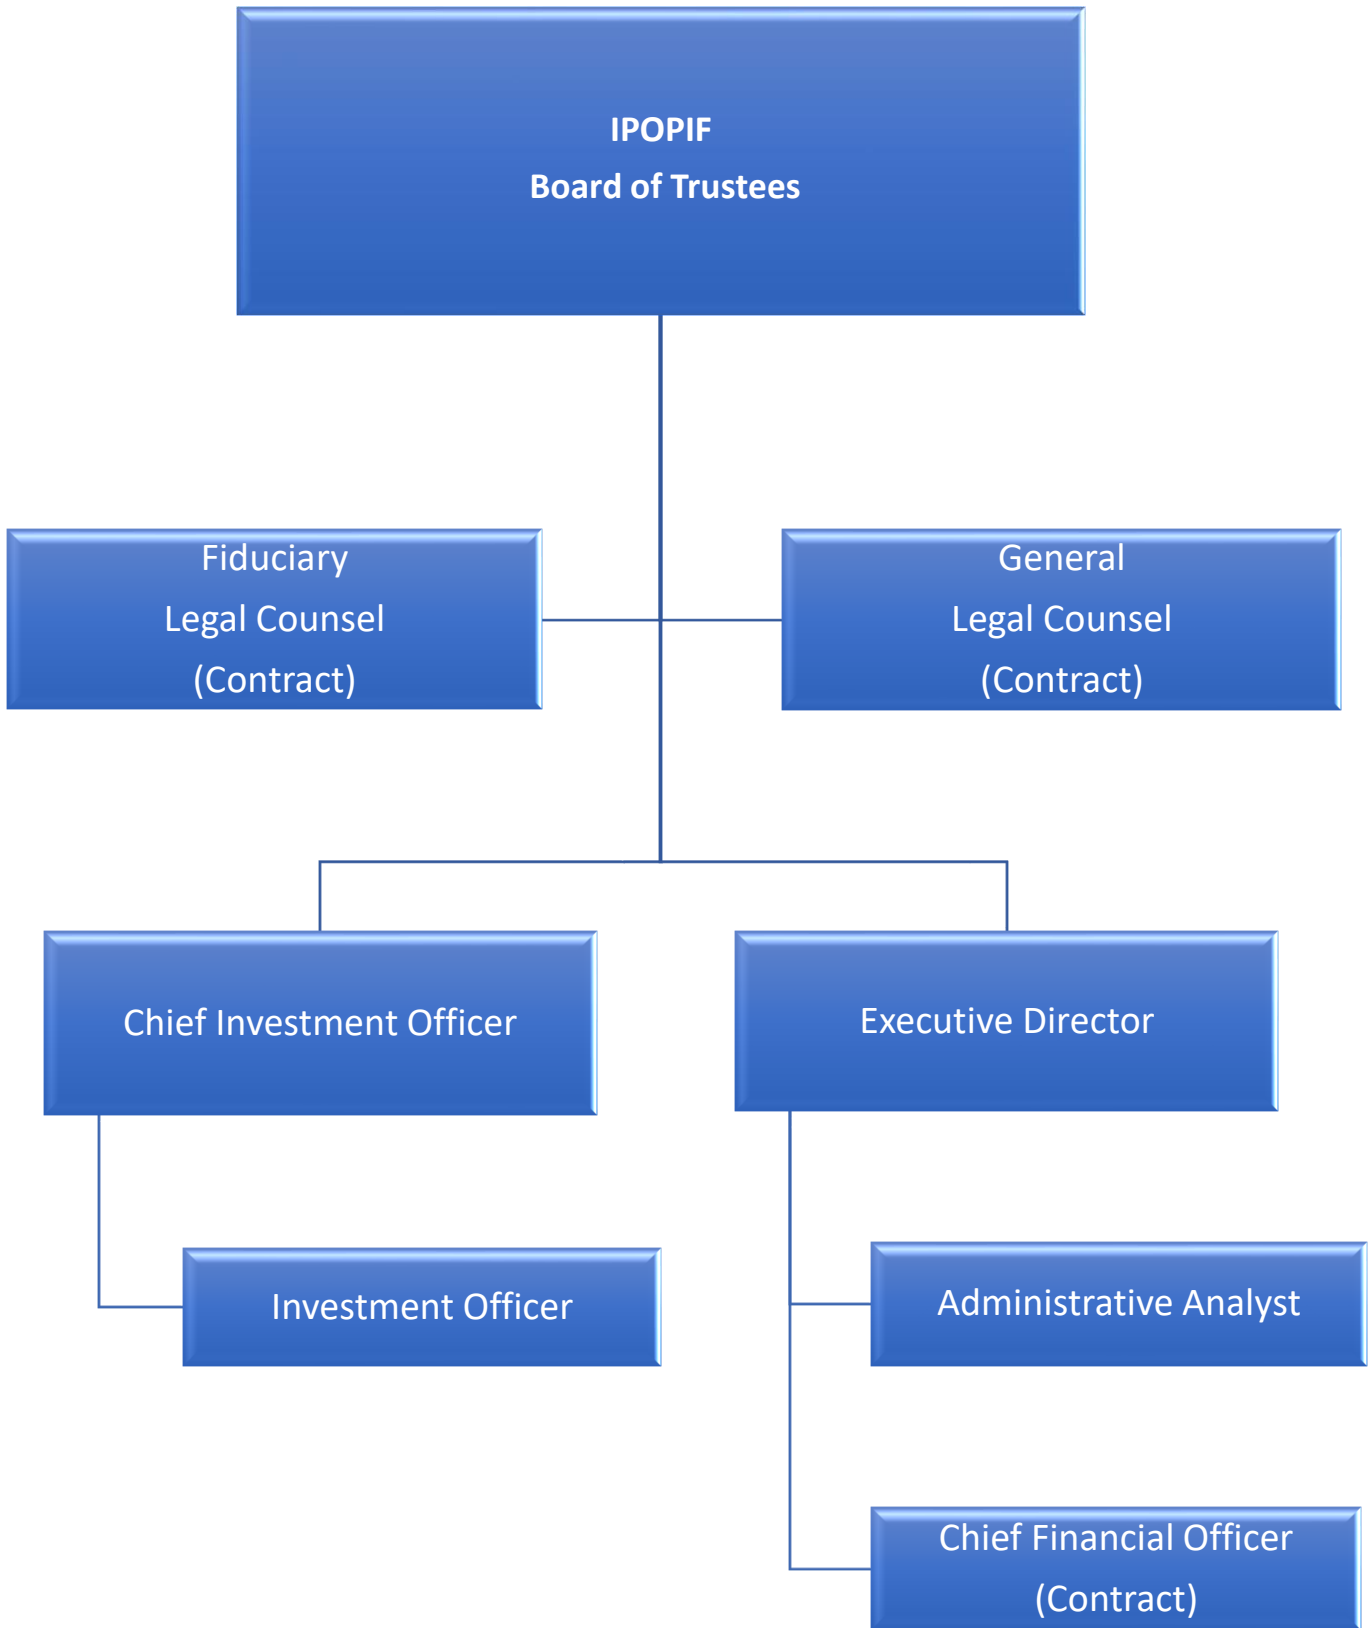 IPOPIF
Board of Trustees
Fiduciary
Legal Counsel
(Contract)
General
Legal Counsel
(Contract)
Chief Investment Officer
Executive Director
Investment Officer
Administrative Analyst
Chief Financial Officer
(Contract)